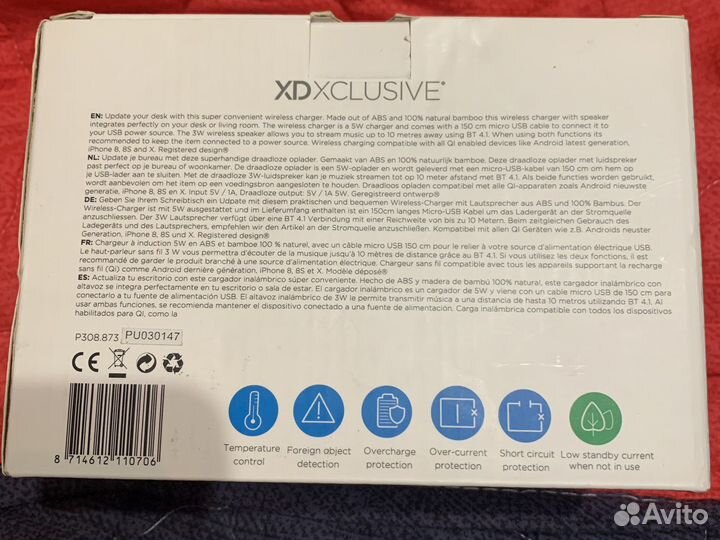 XDXCLUSIVE
EN: Update your desk with this super convenient wireless charger. Made out of ABS and 100% natural bamboo this wireless charger with speaker
integrates perfectly on your desk or living room. The wireless charger is a 5W charger and comes with a 150 cm micro USB cable to connect it to
your USB power source. The 3W wireless speaker allows you to stream music up to 10 metres away using BT 4.1. When using both functions its
recommended to keep the item connected to a power source. Wireless charging compatible with all QI enabled devices like Android latest generation,
iPhone 8, 8S and X. Registered design®
NL: Update je bureau met deze superhandige draadloze oplader. Gemaakt van ABS en 100% natuurlijk bamboe. Deze draadloze oplader met luidspreker
past perfect op je bureau of woonkamer. De draadloze oplader is een 5W-oplader en wordt geleverd met een micro-USB-kabel van 150 cm om hem op
je USB-lader aan te sluiten. Met de draadloze 3W-luidspreker kan je muziek streamen tot op 10 meter afstand met BT 4.1. Als beide functies worden gebruikt,
wordt aanbevolen om het item op een voedingsbron aangesloten te houden. Draadloos opladen compatibel met alle QI-apparaten zoals Android nieuwste
generatie, iPhone 8, 8S en X. Input 5V / 1A, Draadloze output: 5V / 1A 5W. Geregistreerd ontwerp®
DE: Geben Sie Ihrem Schreibtisch ein Udpate mit diesem praktischen und bequemen Wireless-Charger mit Lautsprecher aus ABS und 100% Bambus. Der
Wireless-Charger ist mit 5W ausgestattet und im Lieferumfang enthalten ist ein 150cm langes Micro-USB Kabel um das Ladergerät an der Stromquelle
anzuschliessen. Der 3W Lautsprecher verfügt über eine BT 4.1 Verbindung mit einer Reichweite von bis zu 10 Metern. Beim zeitgleichen Gebrauch des
Ladegeräts und des Lautsprechers, empfehlen wir den Artikel an der Stromquelle anzuschließen. Kompatibel mit allen QI Geräten wie z.B. Androids neuster
Generation, iPhone 8, 8S und X. Registered design®
FR: Chargeur à induction 5W en ABS et bambou 100 % naturel, avec un câble micro USB 150 cm pour le relier à votre source d'alimentation électrique USB.
Le haut-parleur sans fil 3 W vous permettra d'écouter de la musique jusqu'à 10 mètres de distance grâce au BT 4.1. Si vous utilisez les deux fonctions, il
est recommandé de garder le produit branché à une source d'alimentation électrique. Chargeur sans fil compatible avec tous les appareils supportant la recharge
sans fil (Qi) comme Android dernière génération, iPhone 8, 8S et X. Modèle déposé®
ES: Actualiza tu escritorio con este cargador inalámbrico súper conveniente. Hecho de ABS y madera de bambú 100% natural, este cargador inalámbrico con
altavoz se integra perfectamente en tu escritorio o sala de estar. El cargador inalámbrico es un cargador de 5W y viene con un cable micro USB de 150 cm para
conectarlo a tu fuente de alimentación USB. El altavoz inalámbrico de 3W le permite transmitir música a una distancia de hasta 10 metros utilizando BT 4.1. Al
usar ambas funciones, se recomienda mantener el dispositivo conectado a una fuente de alimentación. Carga inalámbrica compatible con todos los dispositivos
habilitados para QI, como la
P308.873 PU030147
CE
8 714612 110706
Temperature
control
Foreign object
detection
Overcharge
protection
Over-current
protection
Short circuit
protection
Low standby current
when not in use
Avito